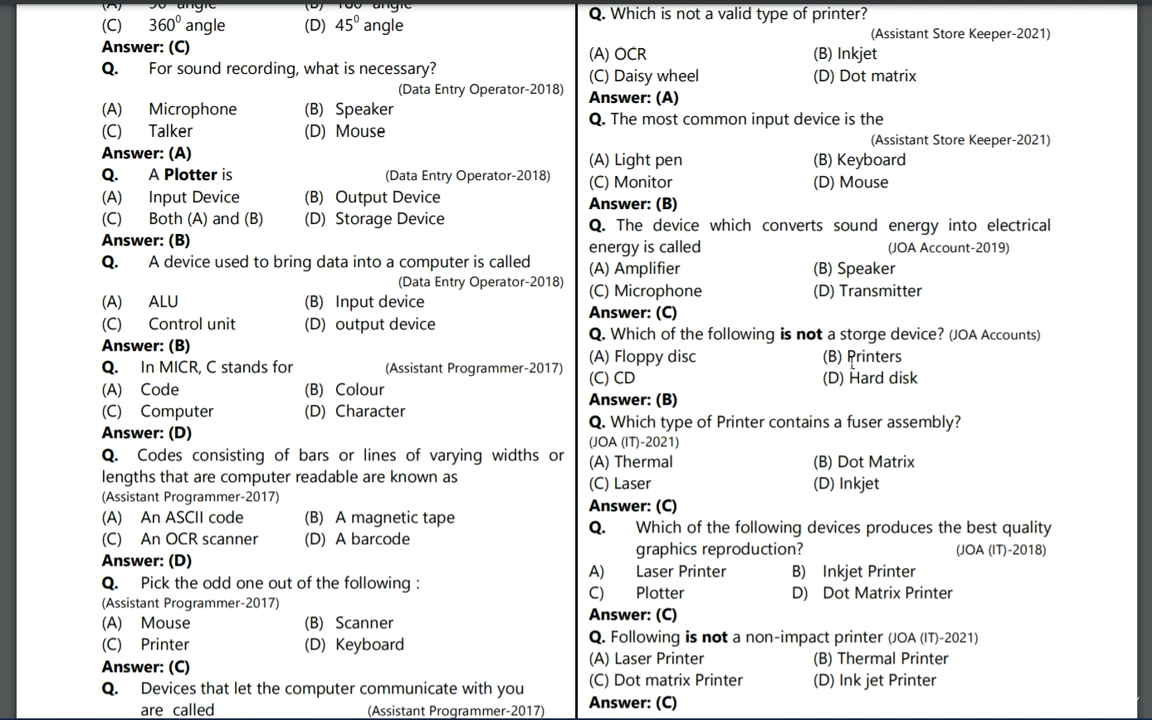 (C) 360⁰ angle (D) 45⁰ angle
Answer: (C)
Q. For sound recording, what is necessary?
(Data Entry Operator-2018)
(A) Microphone (B) Speaker
(C) Talker (D) Mouse
Answer: (A)
Q. A Plotter is (Data Entry Operator-2018)
(A) Input Device (B) Output Device
(C) Both (A) and (B) (D) Storage Device
Answer: (B)
Q. A device used to bring data into a computer is called
(Data Entry Operator-2018)
(A) ALU (B) Input device
(C) Control unit (D) output device
Answer: (B)
Q. In MICR, C stands for (Assistant Programmer-2017)
(A) Code (B) Colour
(C) Computer (D) Character
Answer: (D)
Q. Codes consisting of bars or lines of varying widths or
lengths that are computer readable are known as
(Assistant Programmer-2017)
(A) An ASCII code (B) A magnetic tape
(C) An OCR scanner (D) A barcode
Answer: (D)
Q. Pick the odd one out of the following :
(Assistant Programmer-2017)
(A) Mouse (B) Scanner
(C) Printer (D) Keyboard
Answer: (C)
Q. Devices that let the computer communicate with you
are called (Assistant Programmer-2017)
Q. Which is not a valid type of printer?
(Assistant Store Keeper-2021)
(A) OCR (B) Inkjet
(C) Daisy wheel (D) Dot matrix
Answer: (A)
Q. The most common input device is the
(Assistant Store Keeper-2021)
(A) Light pen (B) Keyboard
(C) Monitor (D) Mouse
Answer: (B)
Q. The device which converts sound energy into electrical
energy is called (JOA Account-2019)
(A) Amplifier (B) Speaker
(C) Microphone (D) Transmitter
Answer: (C)
Q. Which of the following is not a storge device? (JOA Accounts)
(A) Floppy disc (B) Printers
(C) CD (D) Hard disk
Answer: (B)
Q. Which type of Printer contains a fuser assembly?
(JOA (IT)-2021)
(A) Thermal (B) Dot Matrix
(C) Laser (D) Inkjet
Answer: (C)
Q. Which of the following devices produces the best quality
graphics reproduction? (JOA (IT)-2018)
A) Laser Printer B) Inkjet Printer
C) Plotter D) Dot Matrix Printer
Answer: (C)
Q. Following is not a non-impact printer (JOA (IT)-2021)
(A) Laser Printer (B) Thermal Printer
(C) Dot matrix Printer (D) Ink jet Printer
Answer: (C)